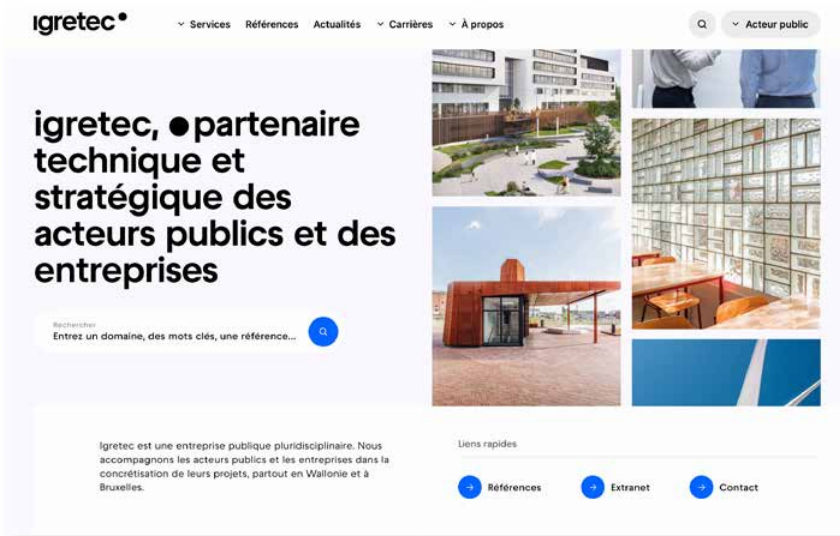 igretec
Services Références Actualités Carrières À propos
Acteur public
igretec, partenaire
technique et
stratégique des
acteurs publics et des
entreprises
Rechercher
Entrez un domaine, des mots clés, une référence...
Igretec est une entreprise publique pluridisciplinaire. Nous
accompagnons les acteurs publics et les entreprises dans la
concrétisation de leurs projets, partout en Wallonie et à
Bruxelles.
Liens rapides
Références Extranet Contact